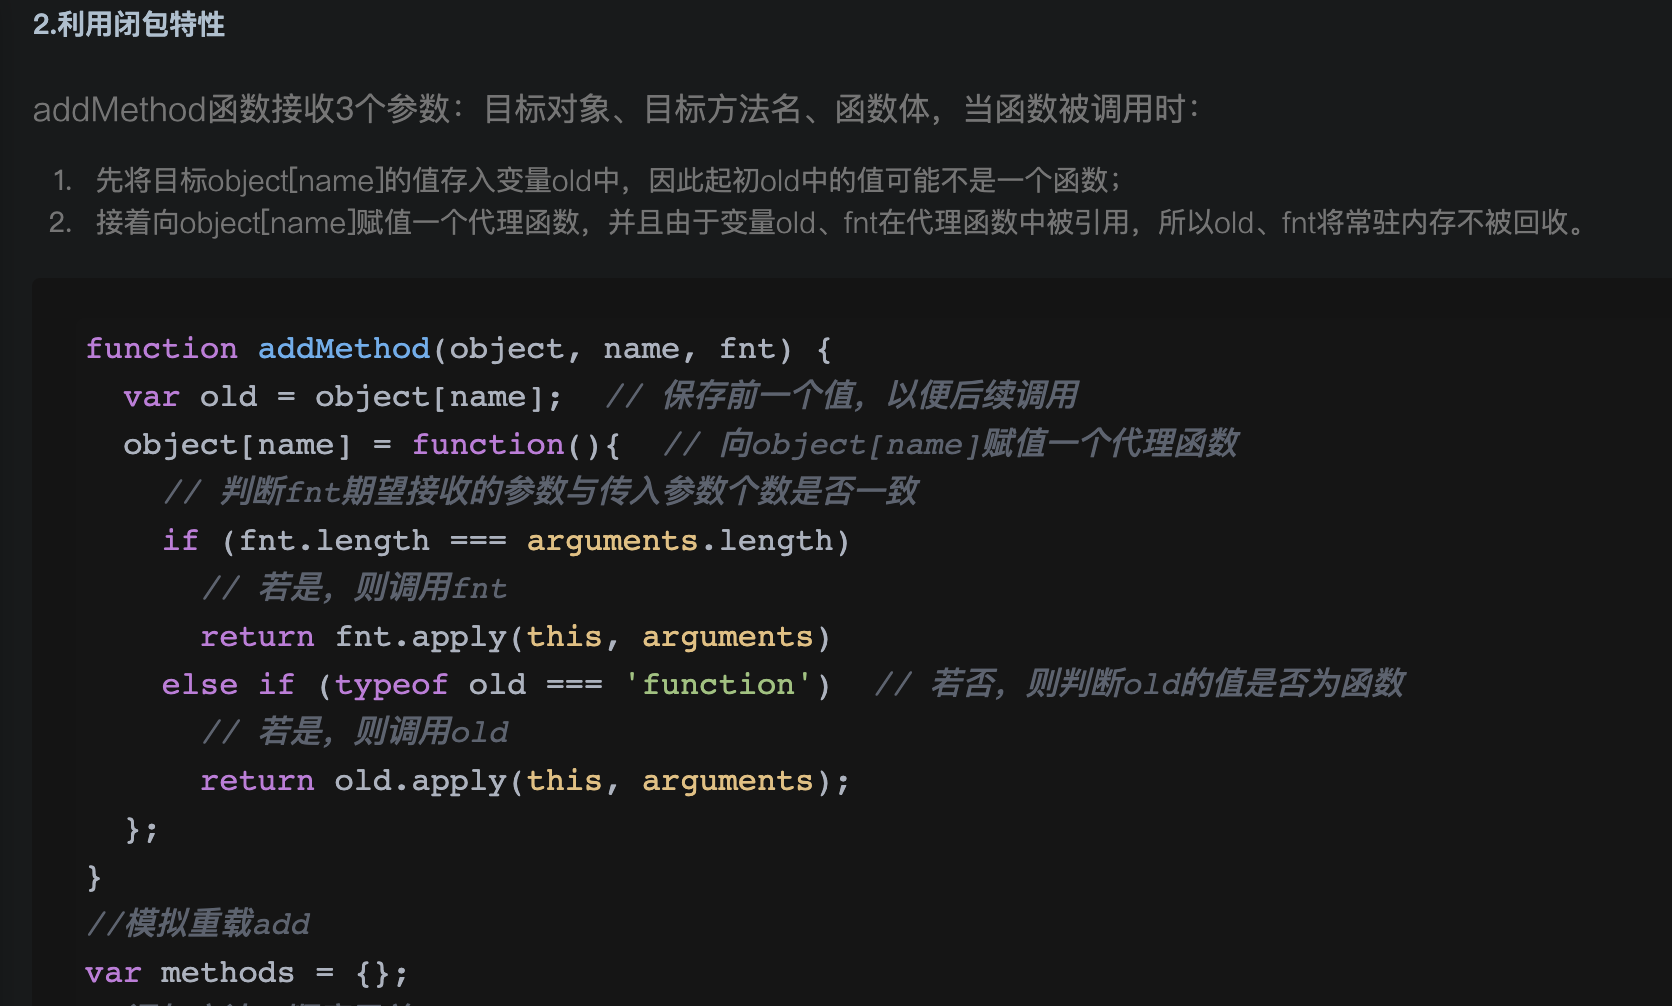 2.利用闭包特性
addMethod函数接收3个参数：目标对象、目标方法名、函数体，当函数被调用时：
1. 先将目标object[name]的值存入变量old中，因此起初old中的值可能不是一个函数；
2. 接着向object[name]赋值一个代理函数，并且由于变量old、fnt在代理函数中被引用，所以old、fnt将常驻内存不被回收。
function addMethod(object, name, fnt) {
  var old = object[name];  // 保存前一个值，以便后续调用
  object[name] = function(){  // 向object[name]赋值一个代理函数
    // 判断fnt期望接收的参数与传入参数个数是否一致
    if (fnt.length === arguments.length)
      // 若是，则调用fnt
      return fnt.apply(this, arguments)
    else if (typeof old === 'function')  // 若否，则判断old的值是否为函数
      // 若是，则调用old
      return old.apply(this, arguments);
  };
}
//模拟重载add
var methods = {};